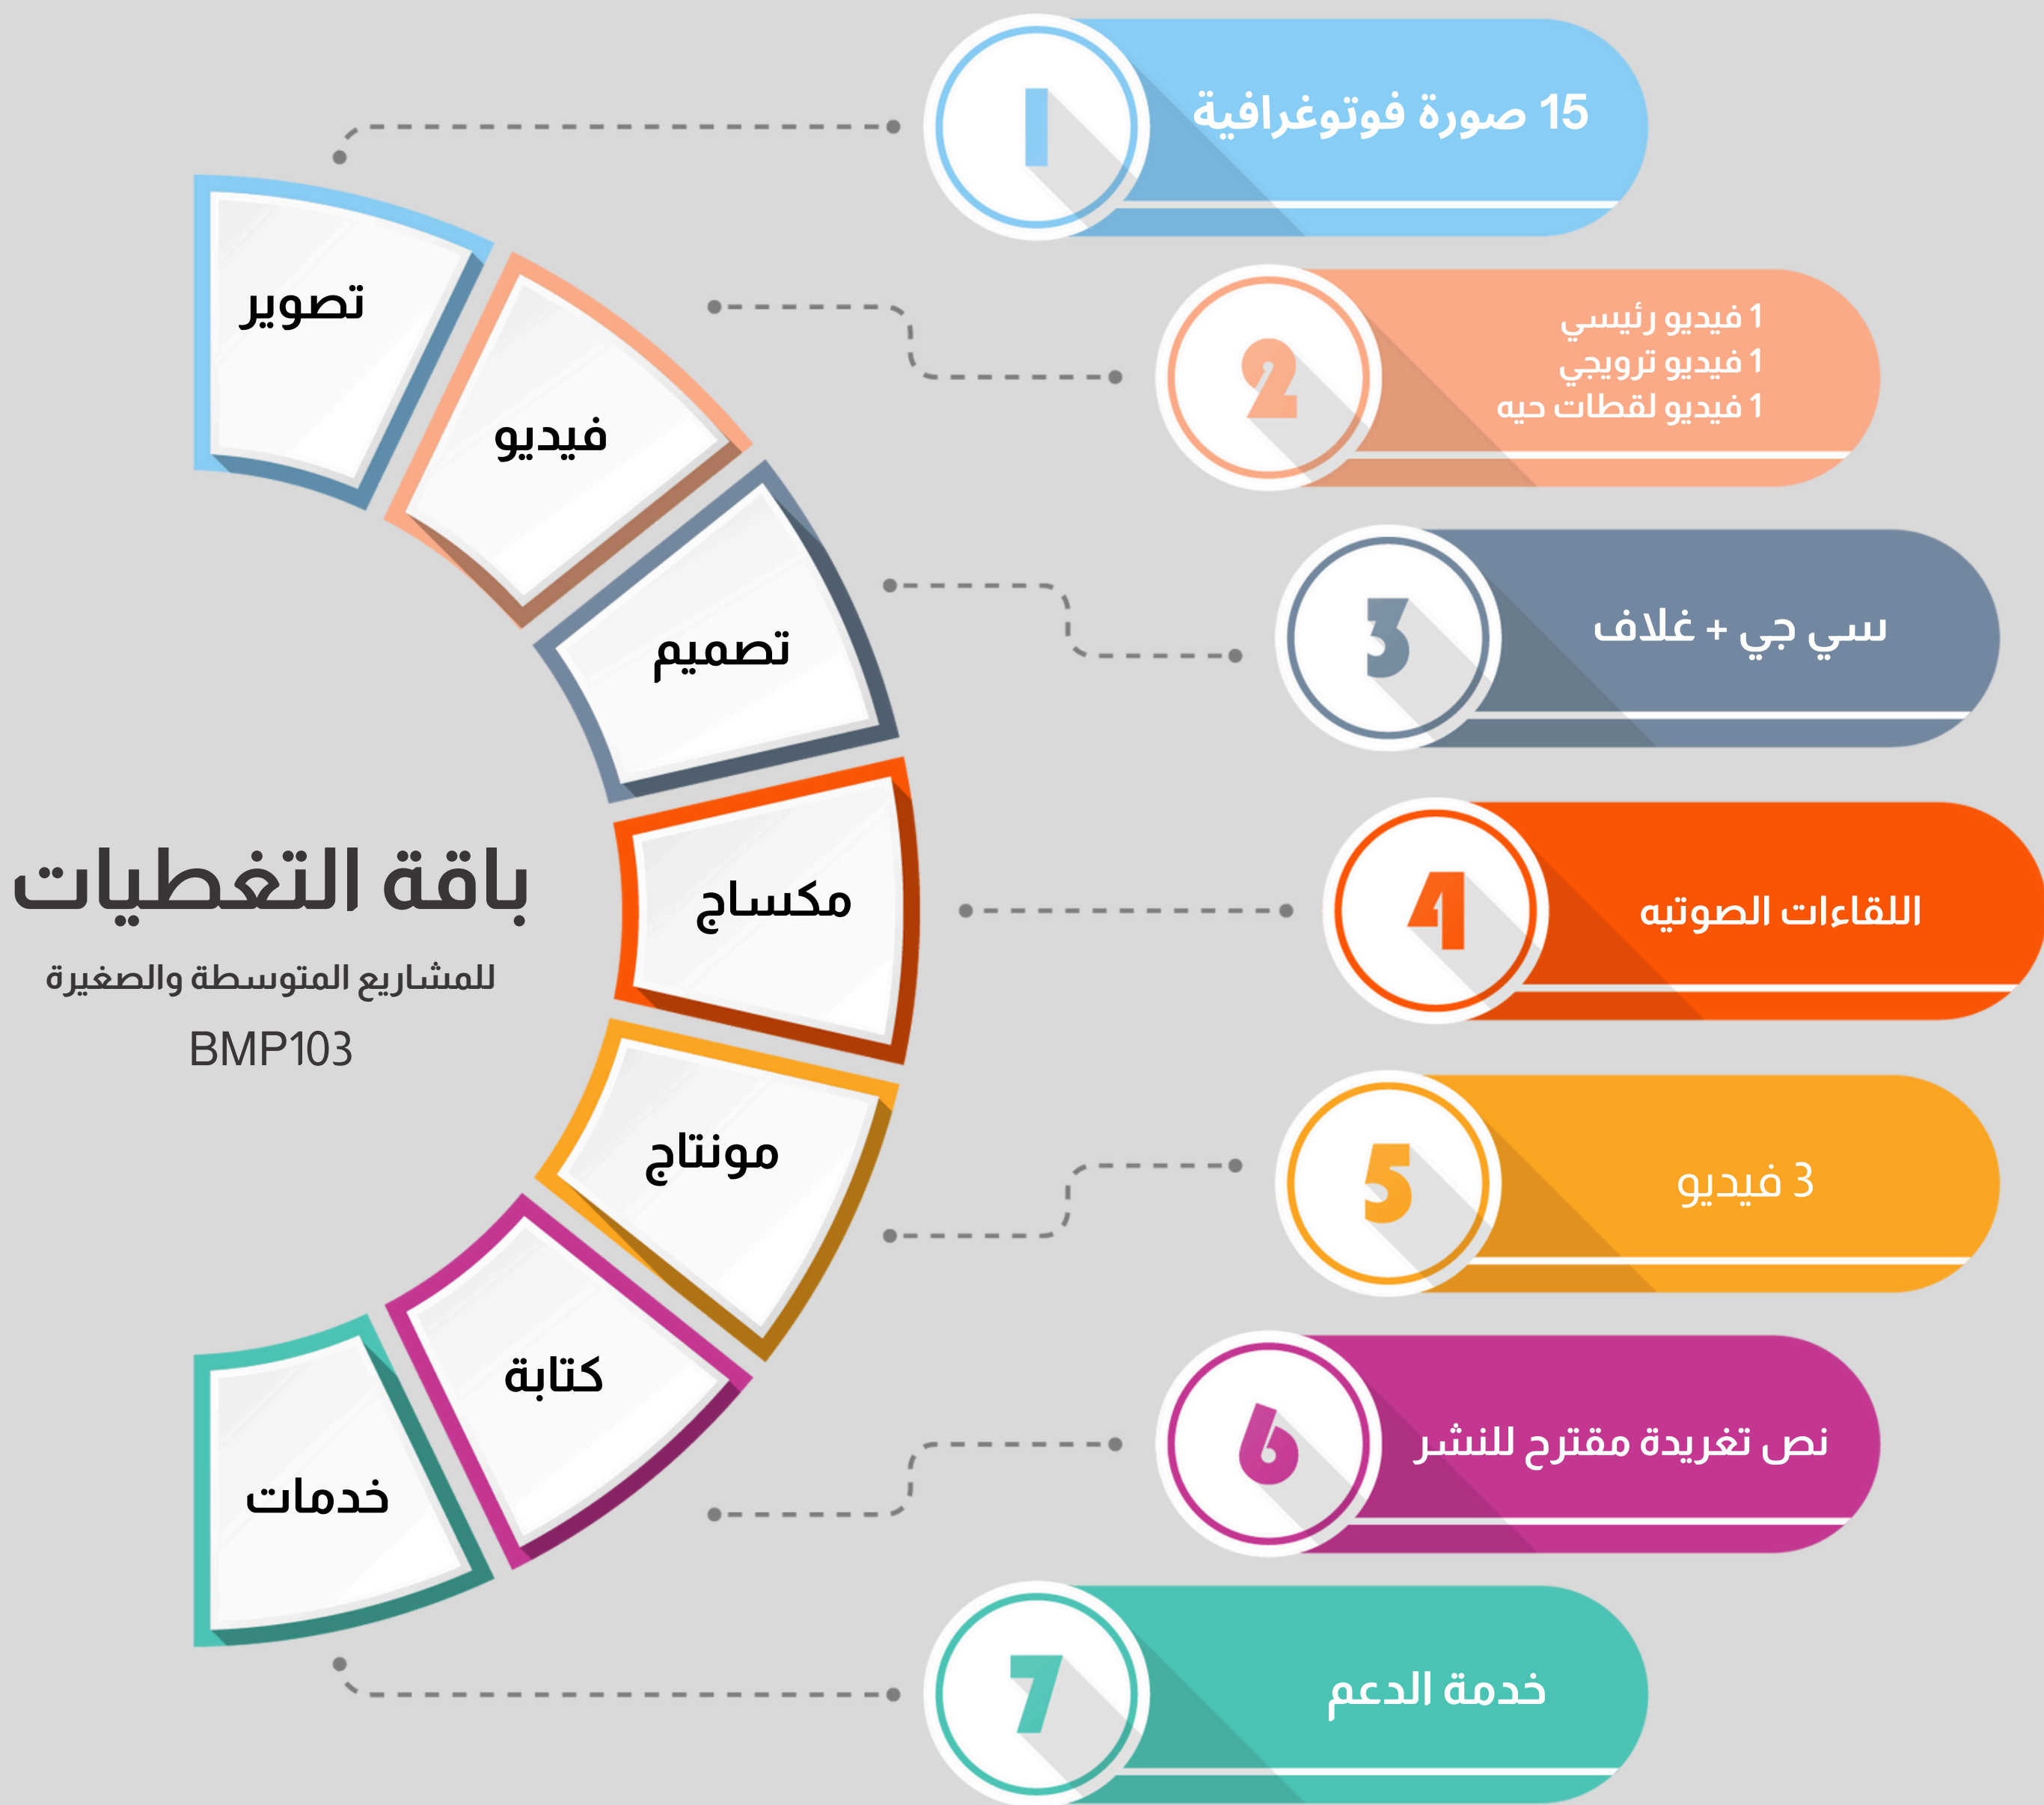 باقة التغطيات
للمشاريع المتوسطة والصغيرة
BMP103
تصوير
1
15 صورة فوتوغرافية
فيديو
2
1 فيديو رئيسي
1 فيديو ترويجي
1 فيديو لقطات حيه
تصميم
3
سي جي + غلاف
مكساج
4
اللقاءات الصوتيه
مونتاج
5
3 فيديو
كتابة
6
نص تغريدة مقترح للنشر
خدمات
7
خدمة الدعم